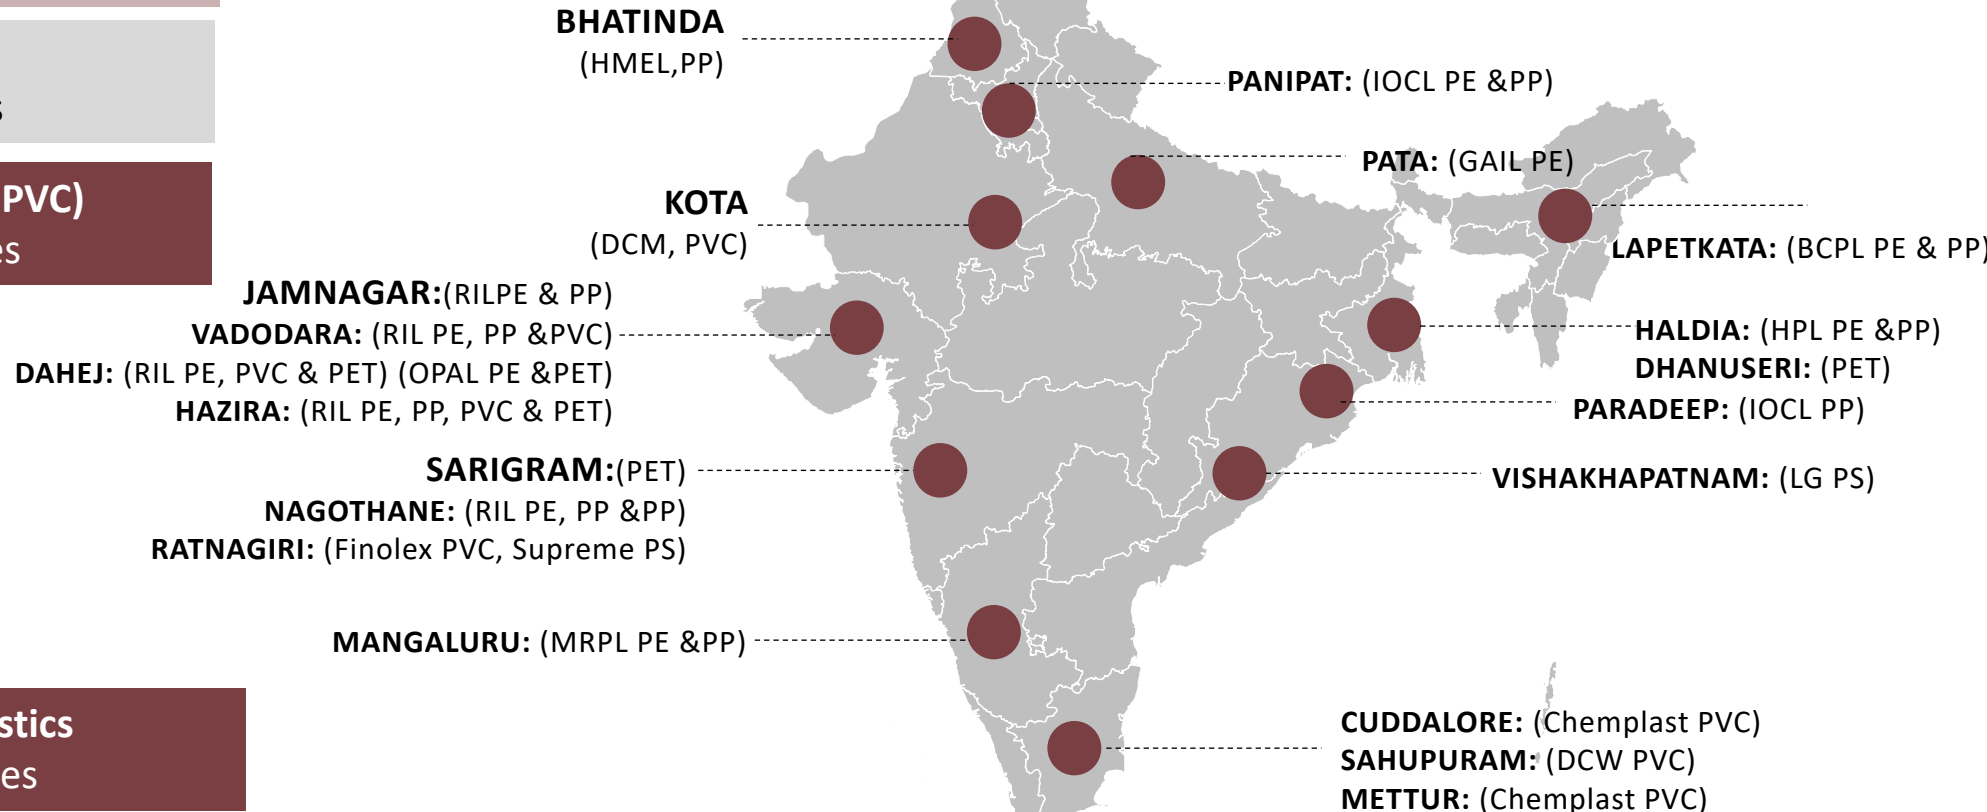 BHATINDA
(HMEL,PP)
PANIPAT: (IOCL PE &PP)
PATA: (GAIL PE)
PVC)
KOTA
(DCM, PVC)
LAPETKATA: (BCPL PE & PP)
JAMNAGAR:(RILPE & PP)
VADODARA: (RIL PE, PP &PVC)
DAHEJ: (RIL PE, PVC & PET) (OPAL PE &PET)
HAZIRA: (RIL PE, PP, PVC & PET)
HALDIA: (HPL PE &PP)
DHANUSERI: (PET)
PARADEEP: (IOCL PP)
SARIGRAM:(PET)
NAGOTHANE: (RIL PE, PP &PP)
RATNAGIRI: (Finolex PVC, Supreme PS)
VISHAKHAPATNAM: (LG PS)
MANGALURU: (MRPL PE &PP)
CUDDALORE: (Chemplast PVC)
SAHUPURAM: (DCW PVC)
METTUR: (Chemplast PVC)